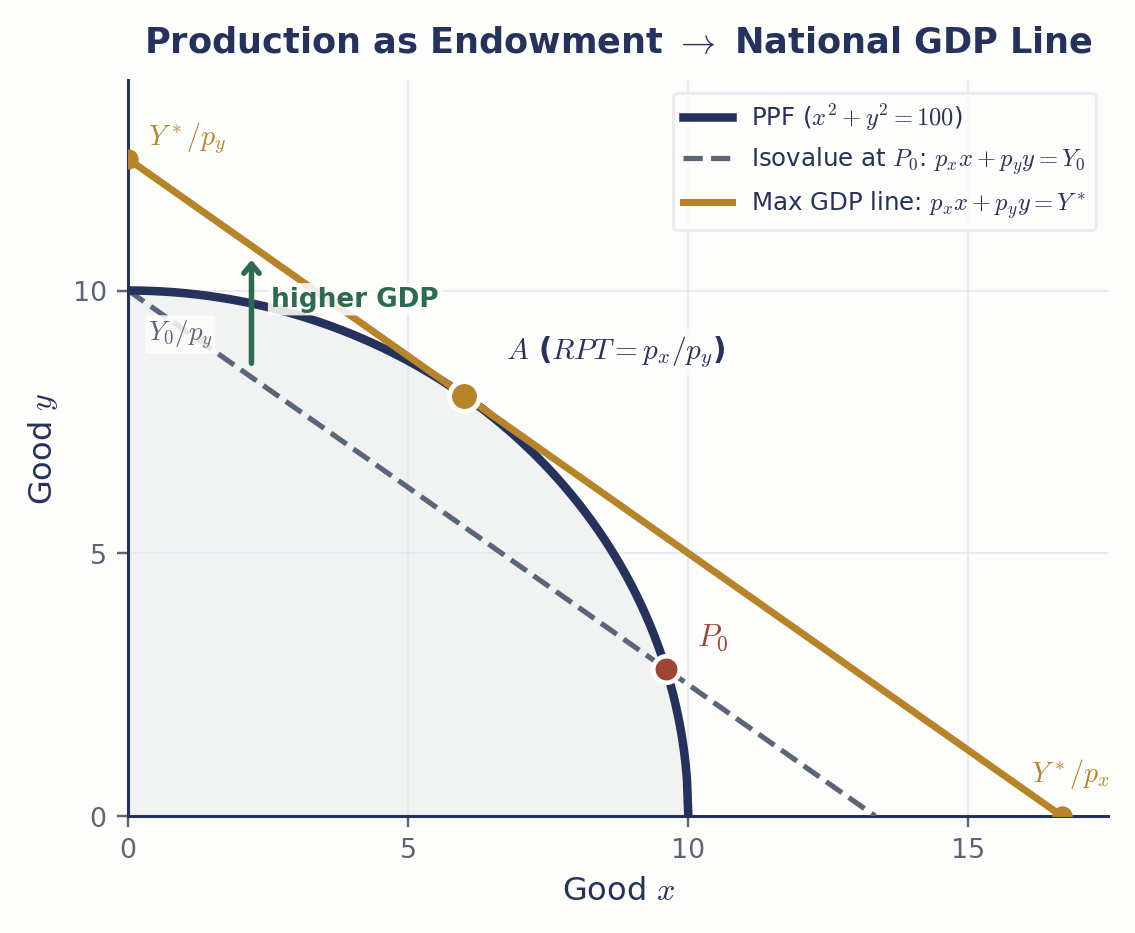 Production as Endowment → National GDP Line
PPF (x² + y² = 100)
Isovalue at P₀: pₓx + p_y y = Y₀
Max GDP line: pₓx + p_y y = Y*
Y*/p_y
Y₀/p_y
higher GDP
A (RPT = pₓ/p_y)
P₀
Y*/pₓ
10
5
0
0 5 10 15
Good y
Good x